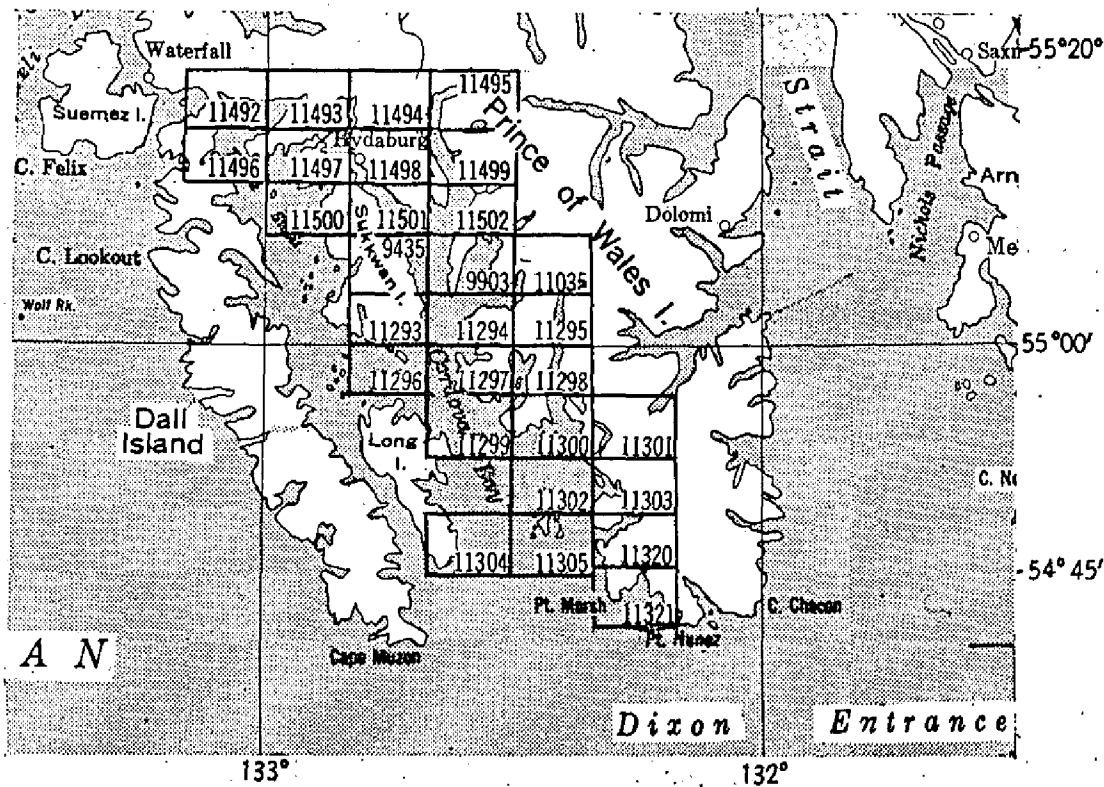 Waterfall
Saxm
55°20'
11495
Suemez I.
11492
11493
11494
Hydaburg
Prince of Wales I.
Strait
Nichols Passage
C. Felix
11496
11497
11498
11499
Arn
11500
11501
11502
Dolomi
Me
C. Lookout
Sukkwan I.
9435
9903
11035
Wolf Rk.
11293
11294
11295
55°00'
11296
11297
11298
Cordova Bay
Dall
Island
Long
I.
11299
11300
11301
C. No
11302
11303
11304
11305
11320
54°45'
Pt. Marsh
11321
C. Chacon
Pt. Nunez
A N
Cape Muzon
Dixon Entrance
133°
132°